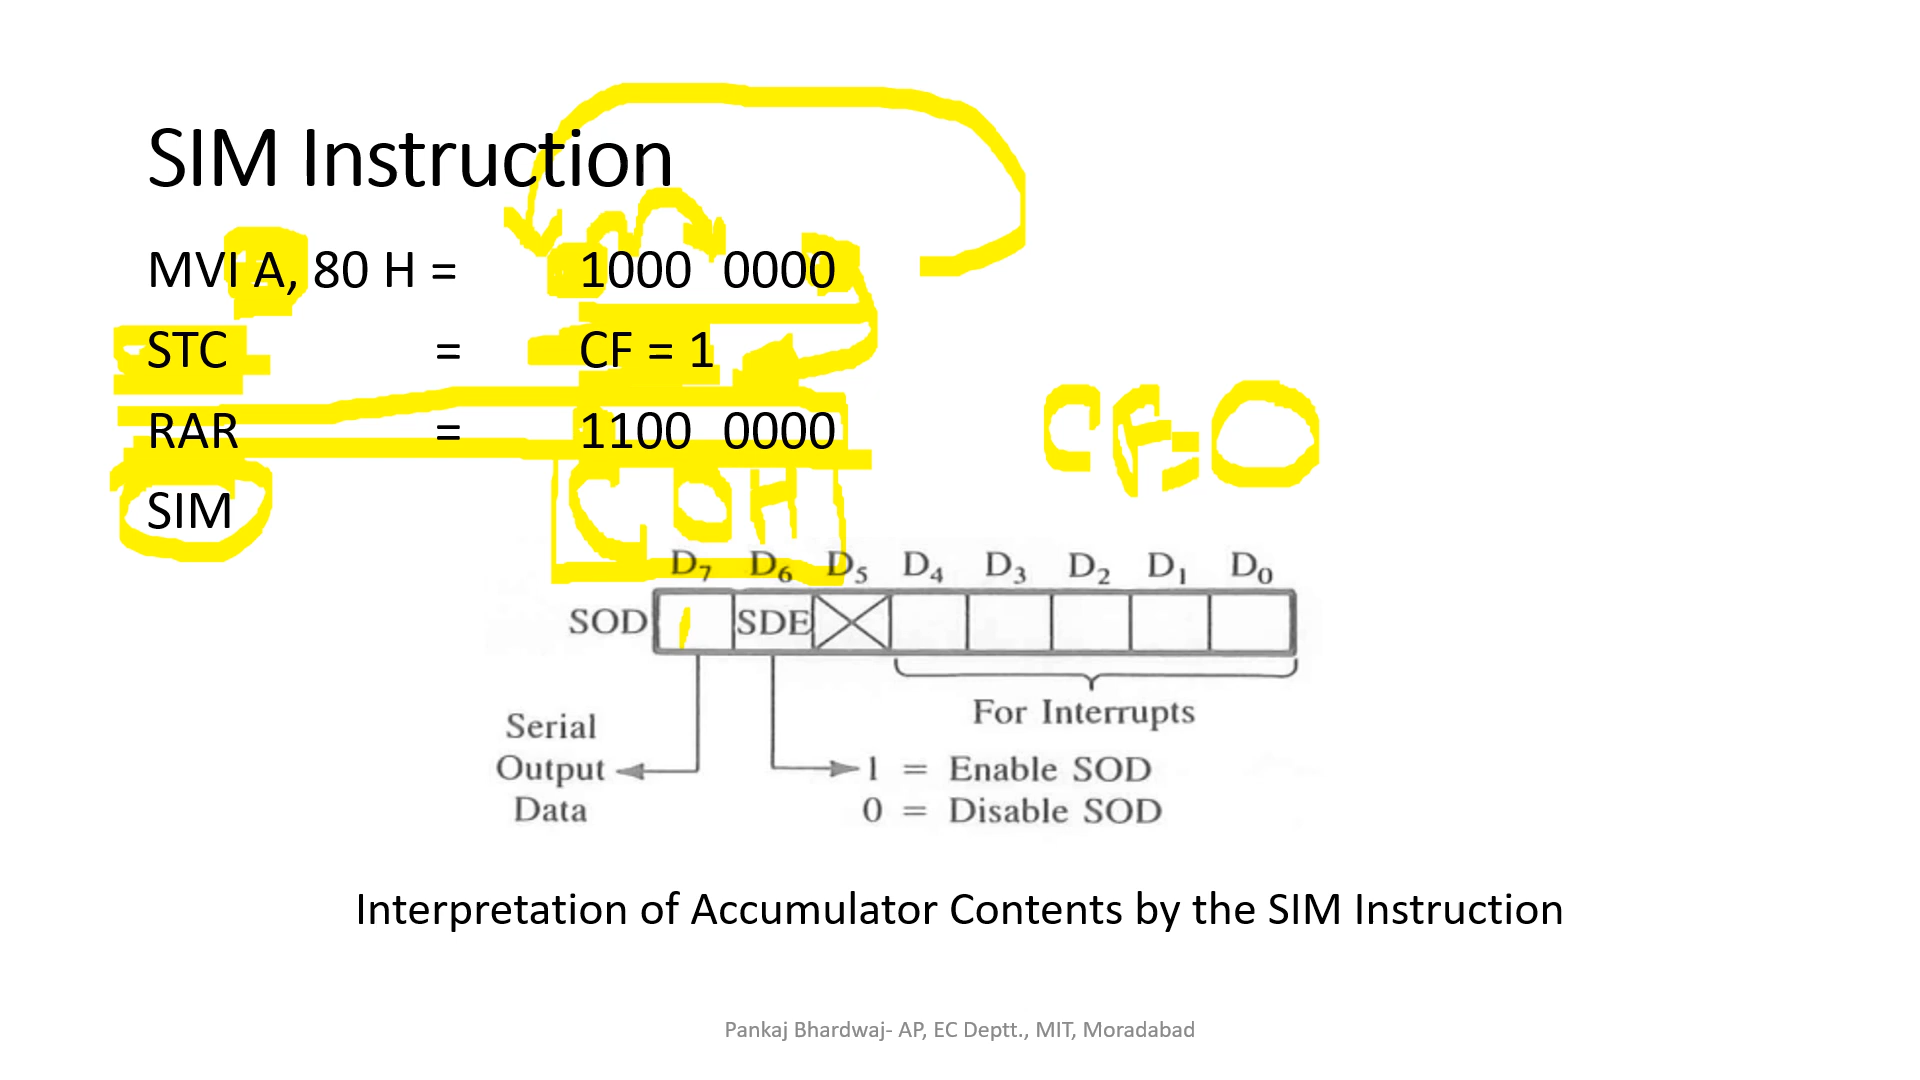 SIM Instruction
MVI A, 80 H = 1000 0000
STC = CF = 1
RAR = 1100 0000
CF=0
SIM
C0H
D7 D6 D5 D4 D3 D2 D1 D0
SOD 1 SDE
For Interrupts
Serial
Output
Data
1 = Enable SOD
0 = Disable SOD
Interpretation of Accumulator Contents by the SIM Instruction
Pankaj Bhardwaj- AP, EC Deptt., MIT, Moradabad